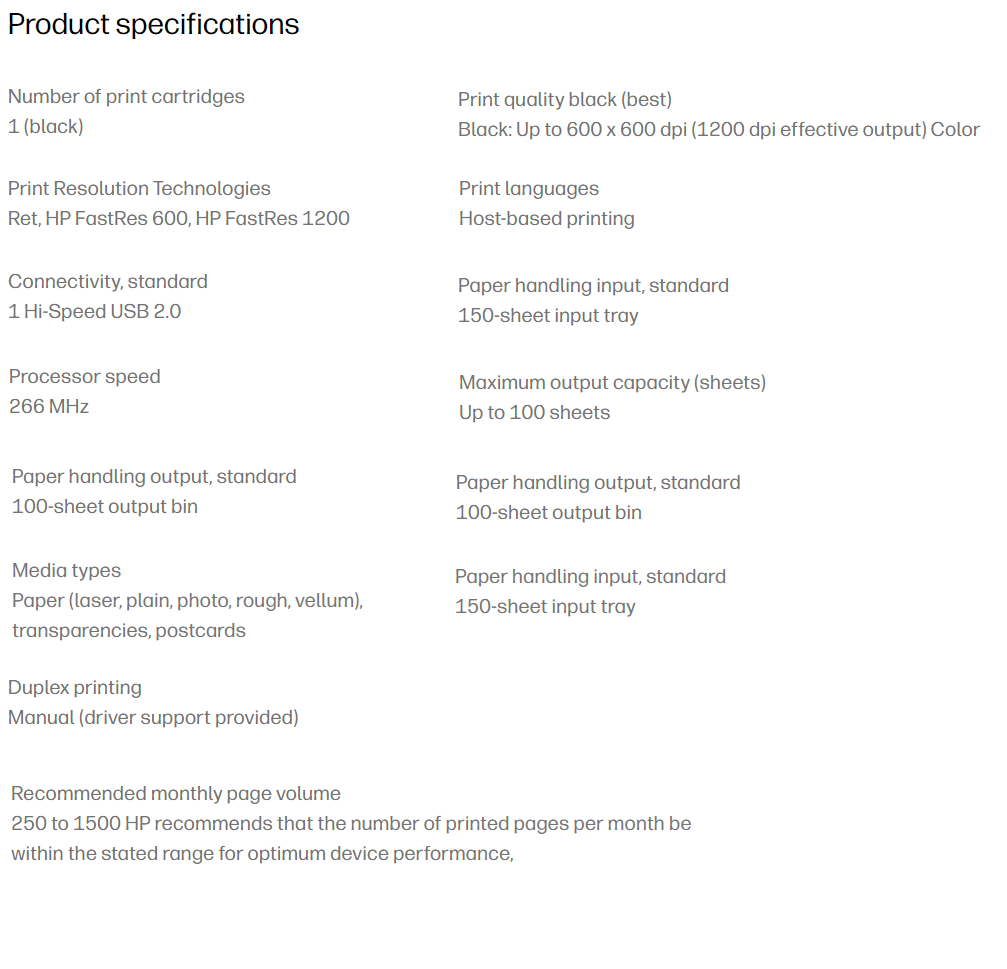 Product specifications
Number of print cartridges
1 (black)
Print quality black (best)
Black: Up to 600 x 600 dpi (1200 dpi effective output) Color
Print Resolution Technologies
Ret, HP FastRes 600, HP FastRes 1200
Print languages
Host-based printing
Connectivity, standard
1 Hi-Speed USB 2.0
Paper handling input, standard
150-sheet input tray
Processor speed
266 MHz
Maximum output capacity (sheets)
Up to 100 sheets
Paper handling output, standard
100-sheet output bin
Paper handling output, standard
100-sheet output bin
Media types
Paper (laser, plain, photo, rough, vellum),
transparencies, postcards
Paper handling input, standard
150-sheet input tray
Duplex printing
Manual (driver support provided)
Recommended monthly page volume
250 to 1500 HP recommends that the number of printed pages per month be
within the stated range for optimum device performance,